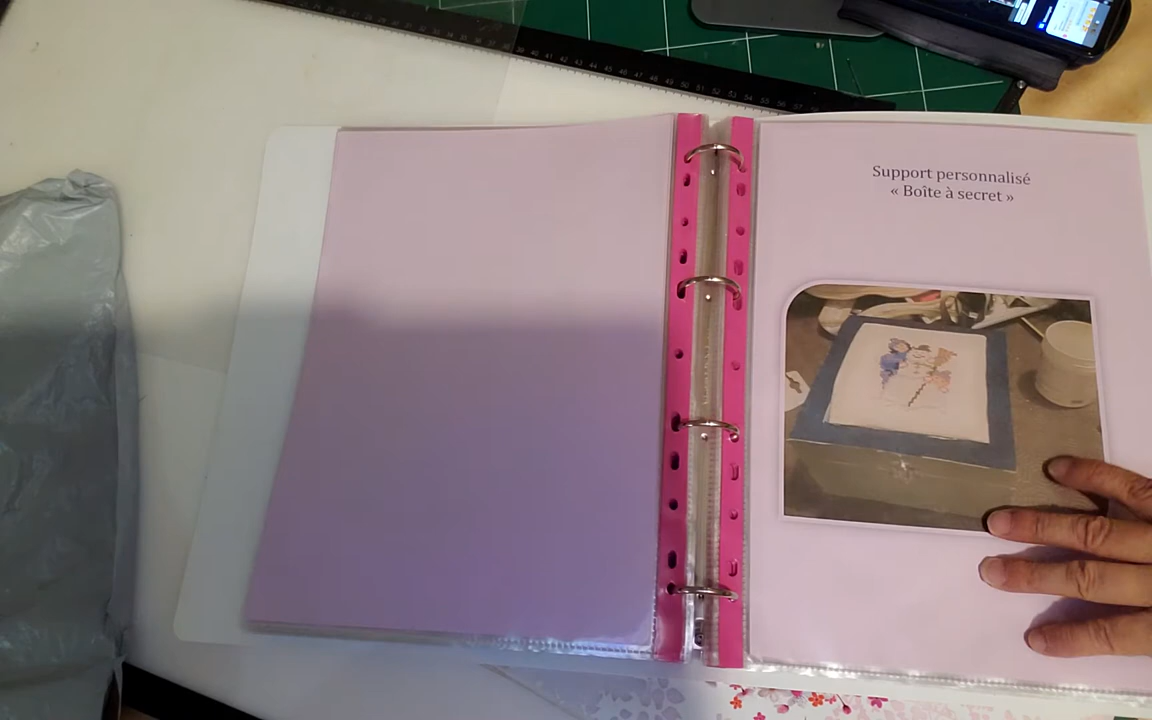 Support personnalisé
« Boîte à secret »